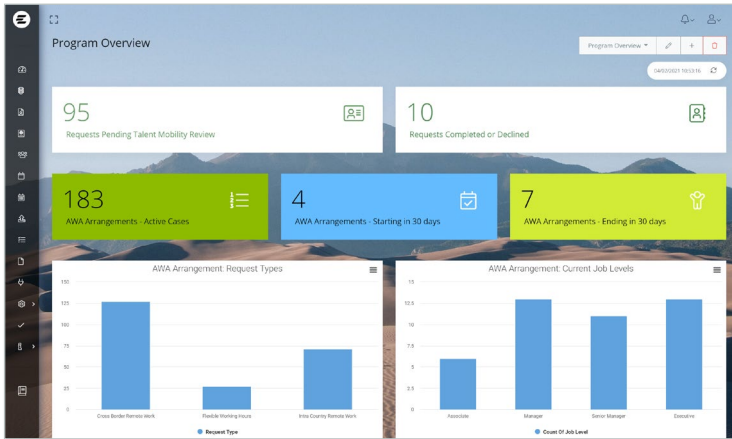 Program Overview
Program Overview
04/03/2021 10:53:16
95
Requests Pending Talent Mobility Review
10
Requests Completed or Declined
183
AWA Arrangements - Active Cases
4
AWA Arrangements - Starting in 30 days
7
AWA Arrangements - Ending in 30 days
AWA Arrangement: Request Types
150
125
100
75
50
25
0
Cross Border Remote Work
Flexible Working Hours
Intra County Remote Work
Request Type
AWA Arrangement: Current Job Levels
15
12.5
10
7.5
5
2.5
0
Associate
Manager
Senior Manager
Executive
Count Of Job Level